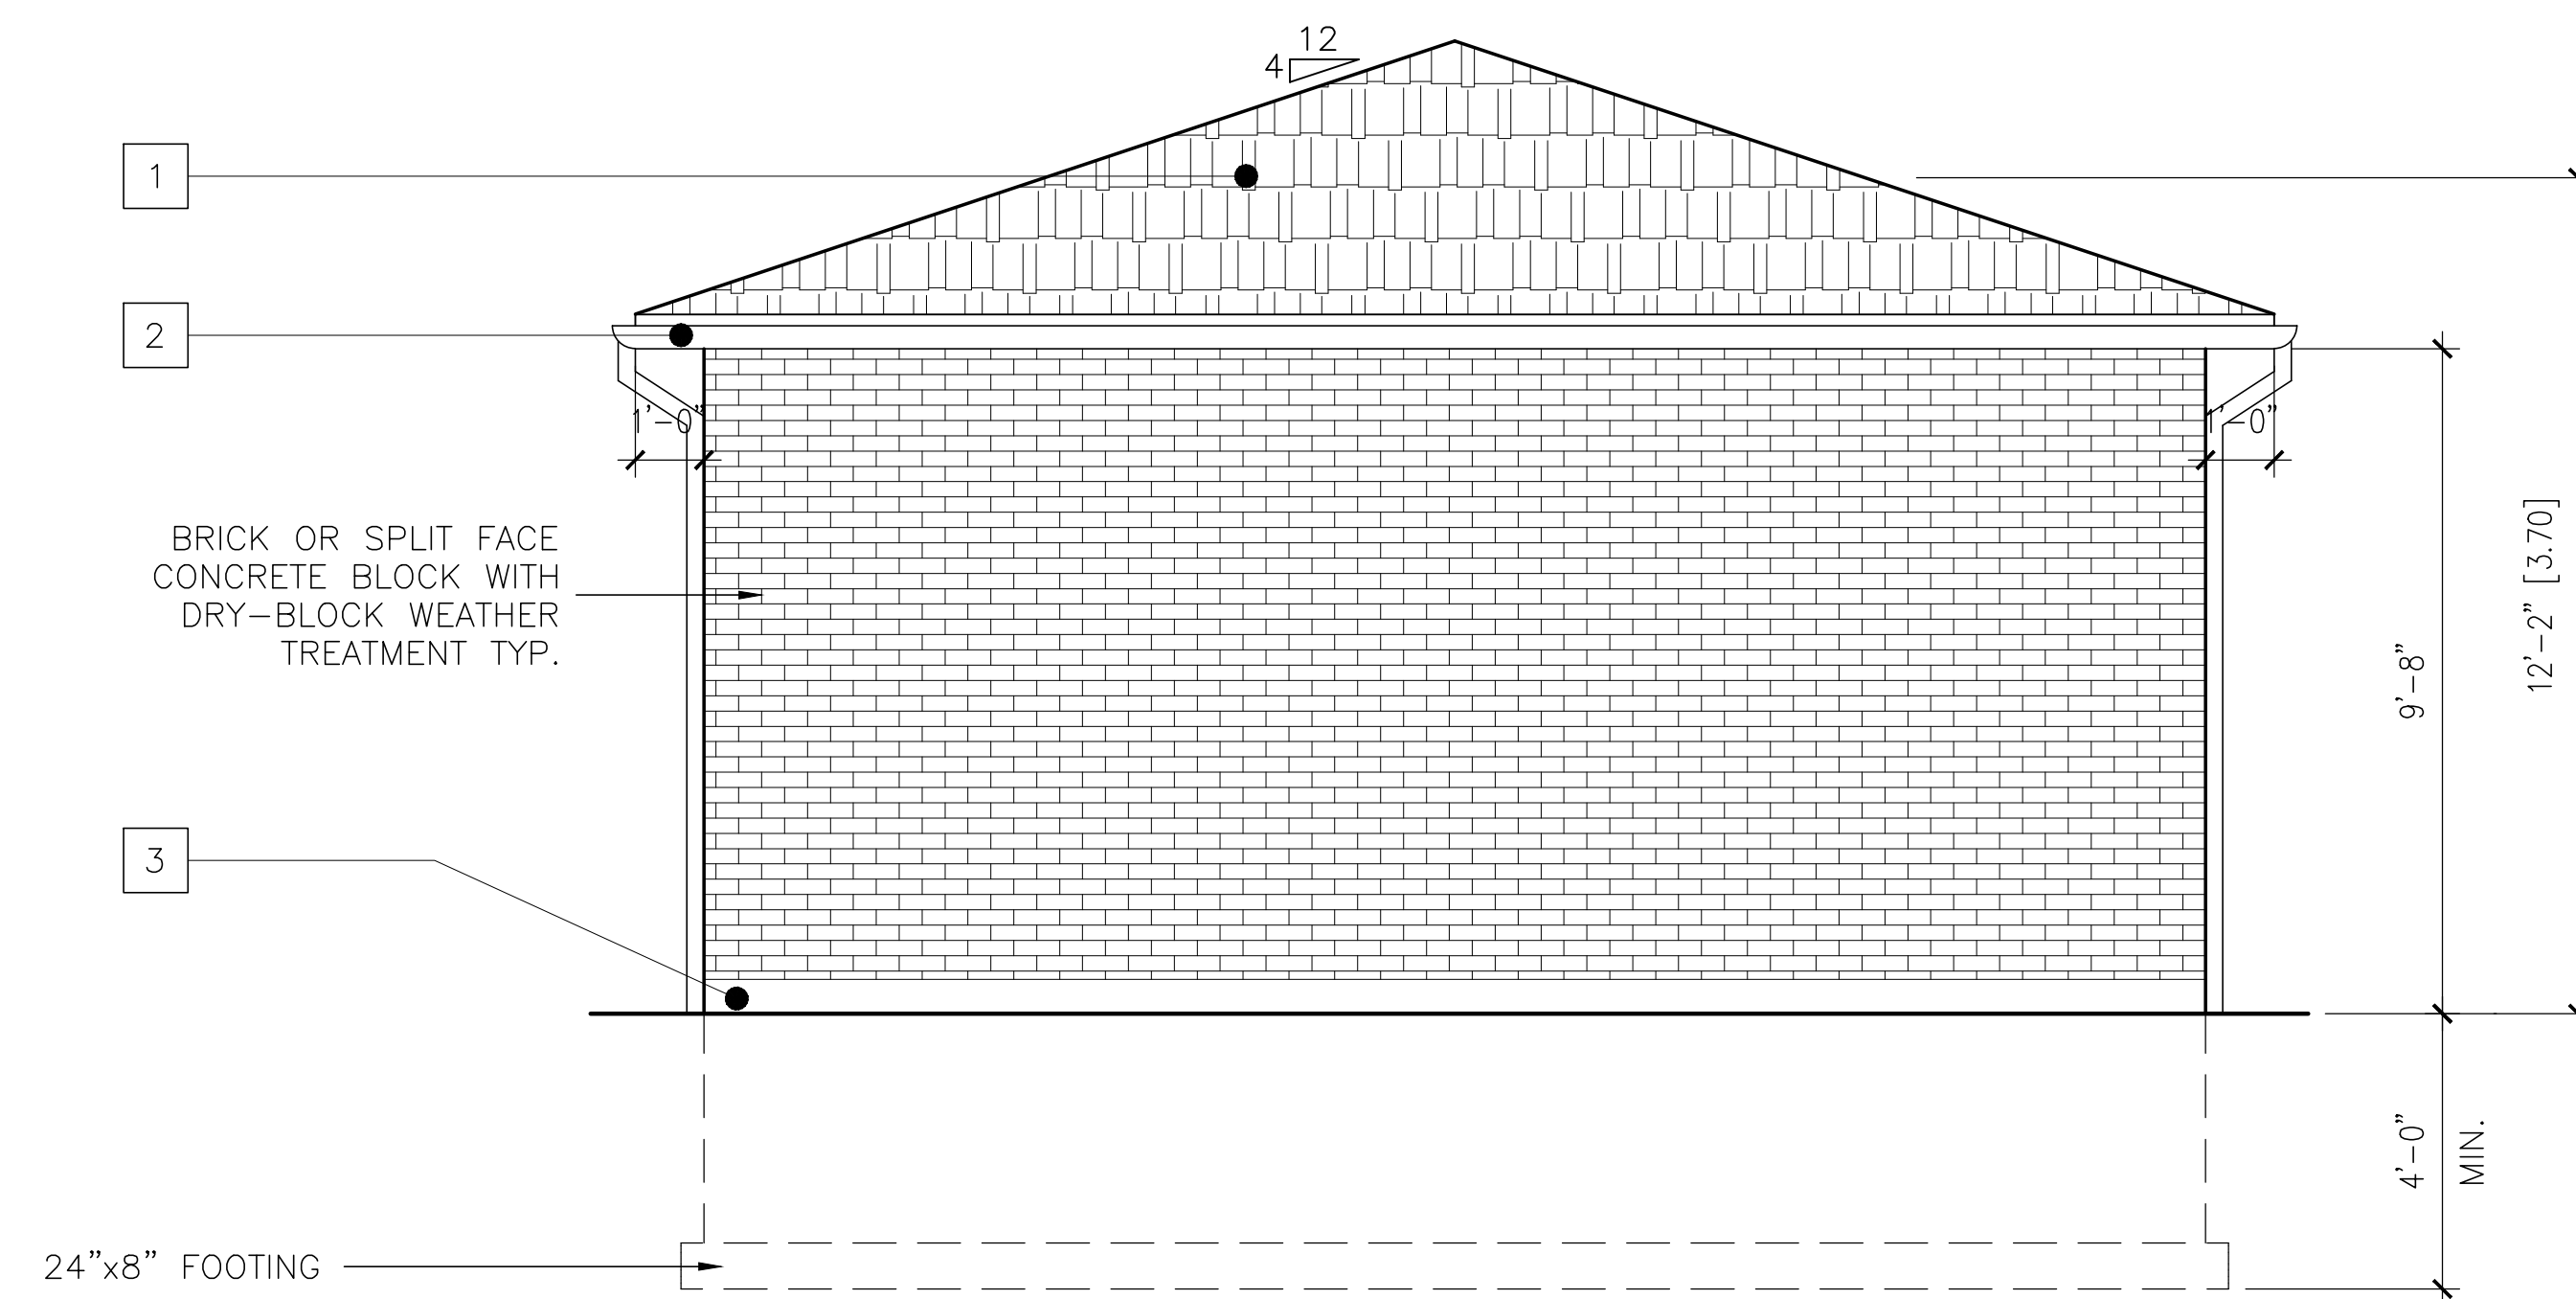 12
4
1
2
1'-0"
1'-0"
BRICK OR SPLIT FACE
CONCRETE BLOCK WITH
DRY-BLOCK WEATHER
TREATMENT TYP.
12'-2" [3.70]
9'-8"
3
4'-0"
MIN.
24"x8" FOOTING